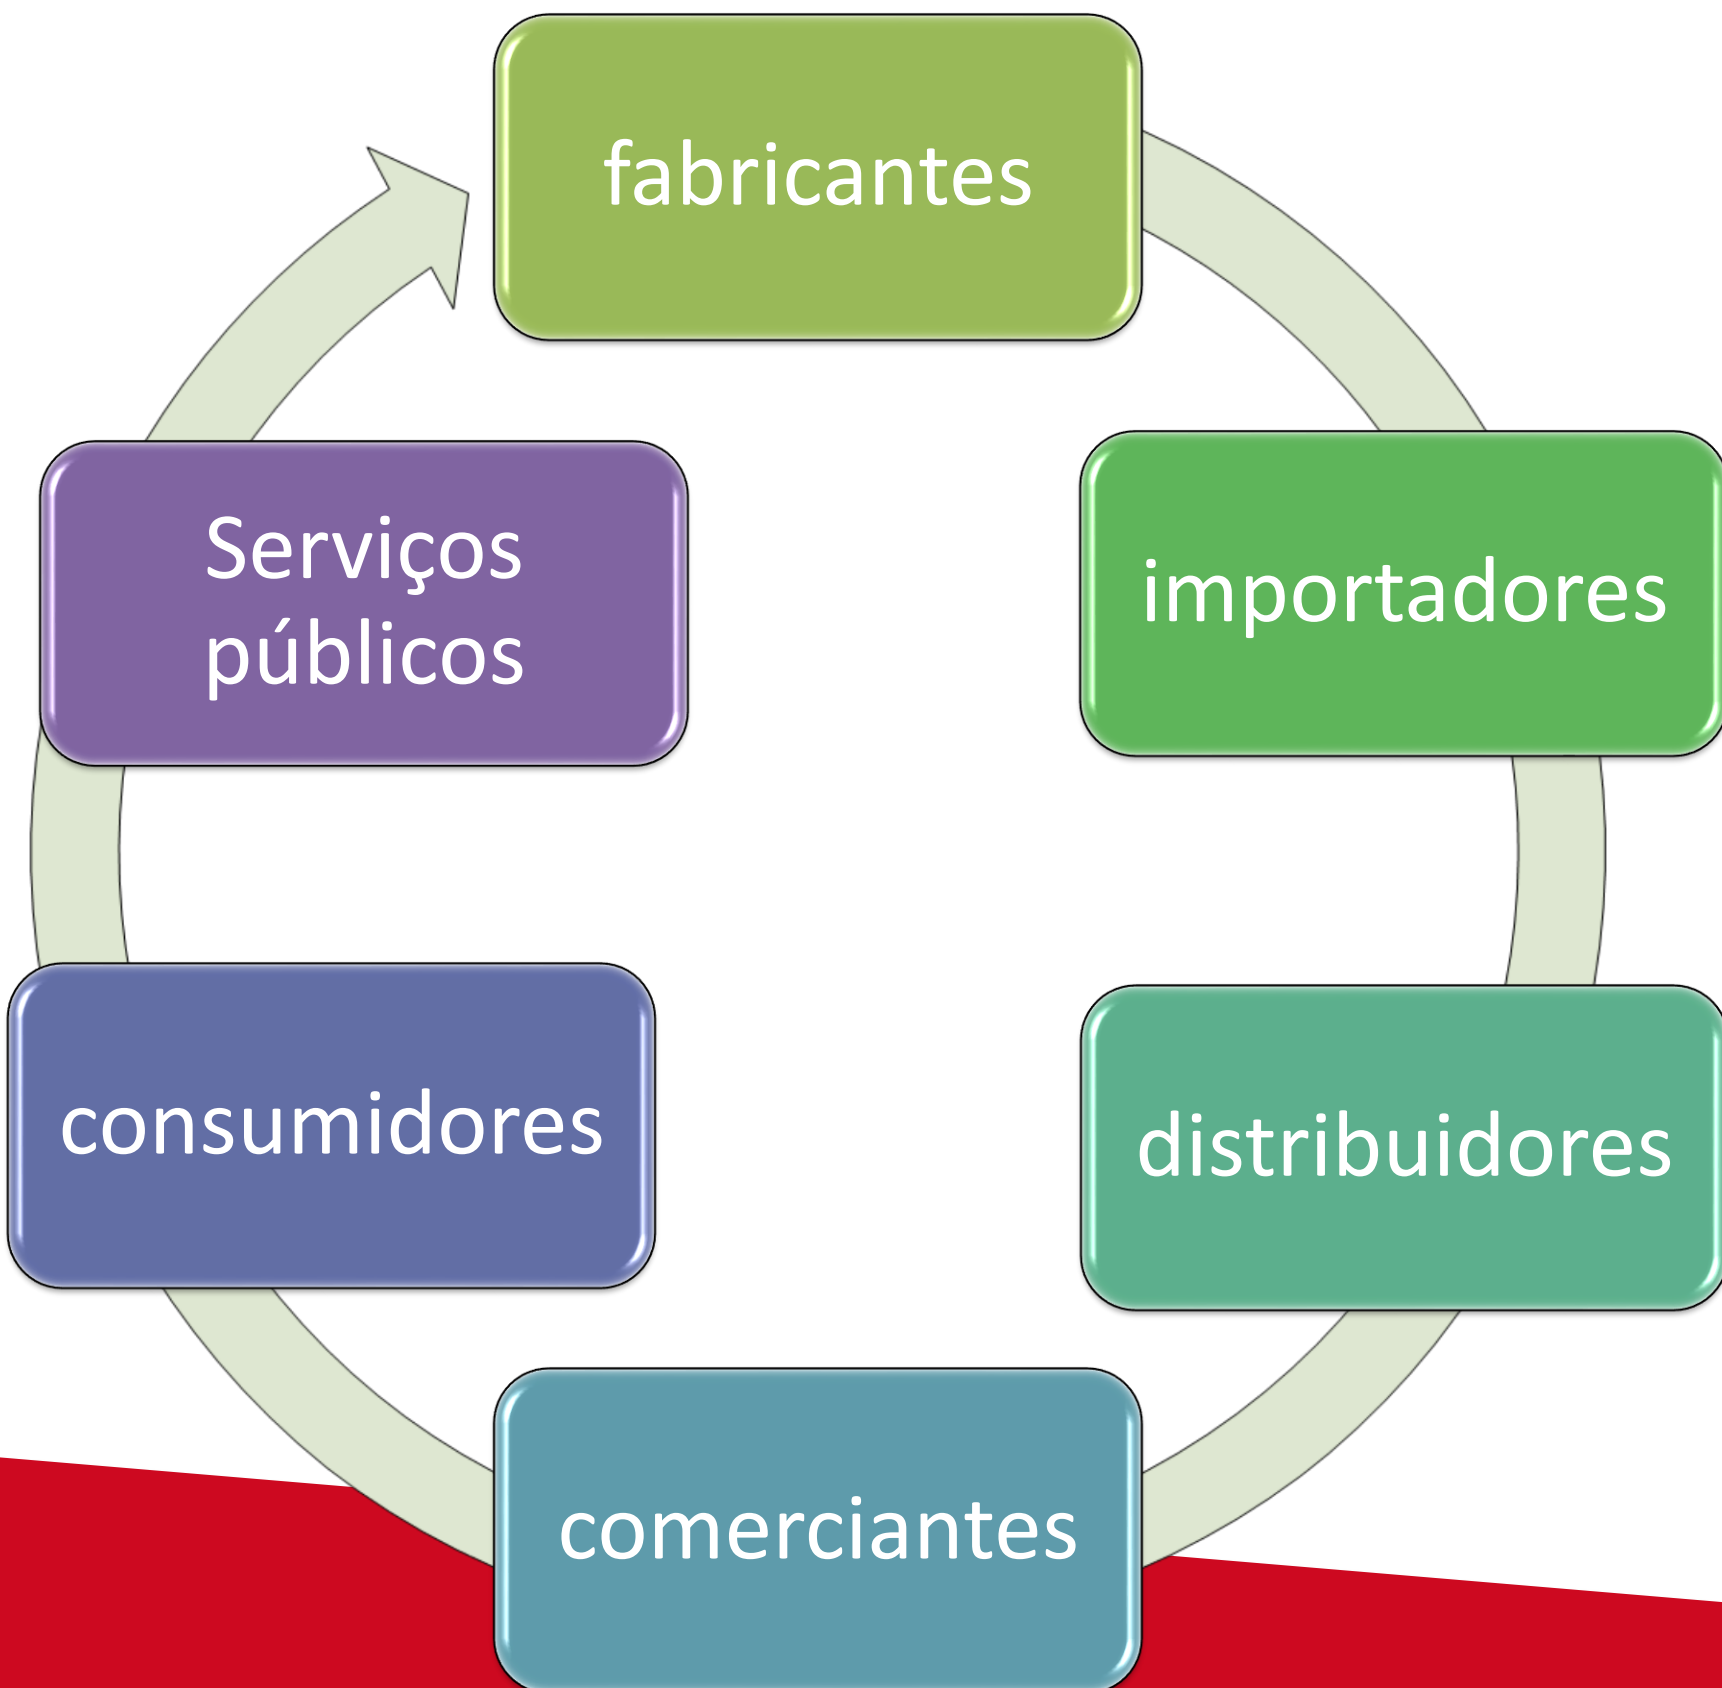 fabricantes
importadores
distribuidores
comerciantes
consumidores
Serviços
públicos